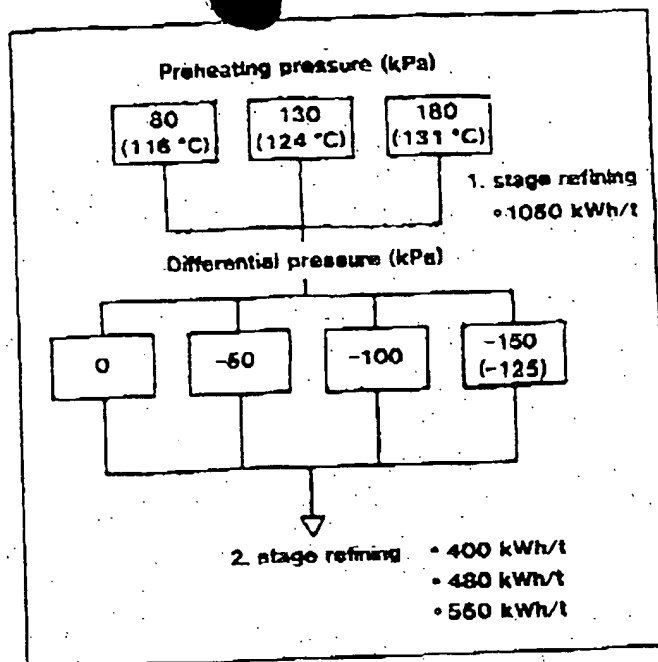 Preheating pressure (kPa)
80 130 180
(116 °C) (124 °C) (131 °C)
1. stage refining
• 1050 kWh/t
Differential pressure (kPa)
0 -50 -100 -150
(-125)
2. stage refining • 400 kWh/t
• 480 kWh/t
• 560 kWh/t